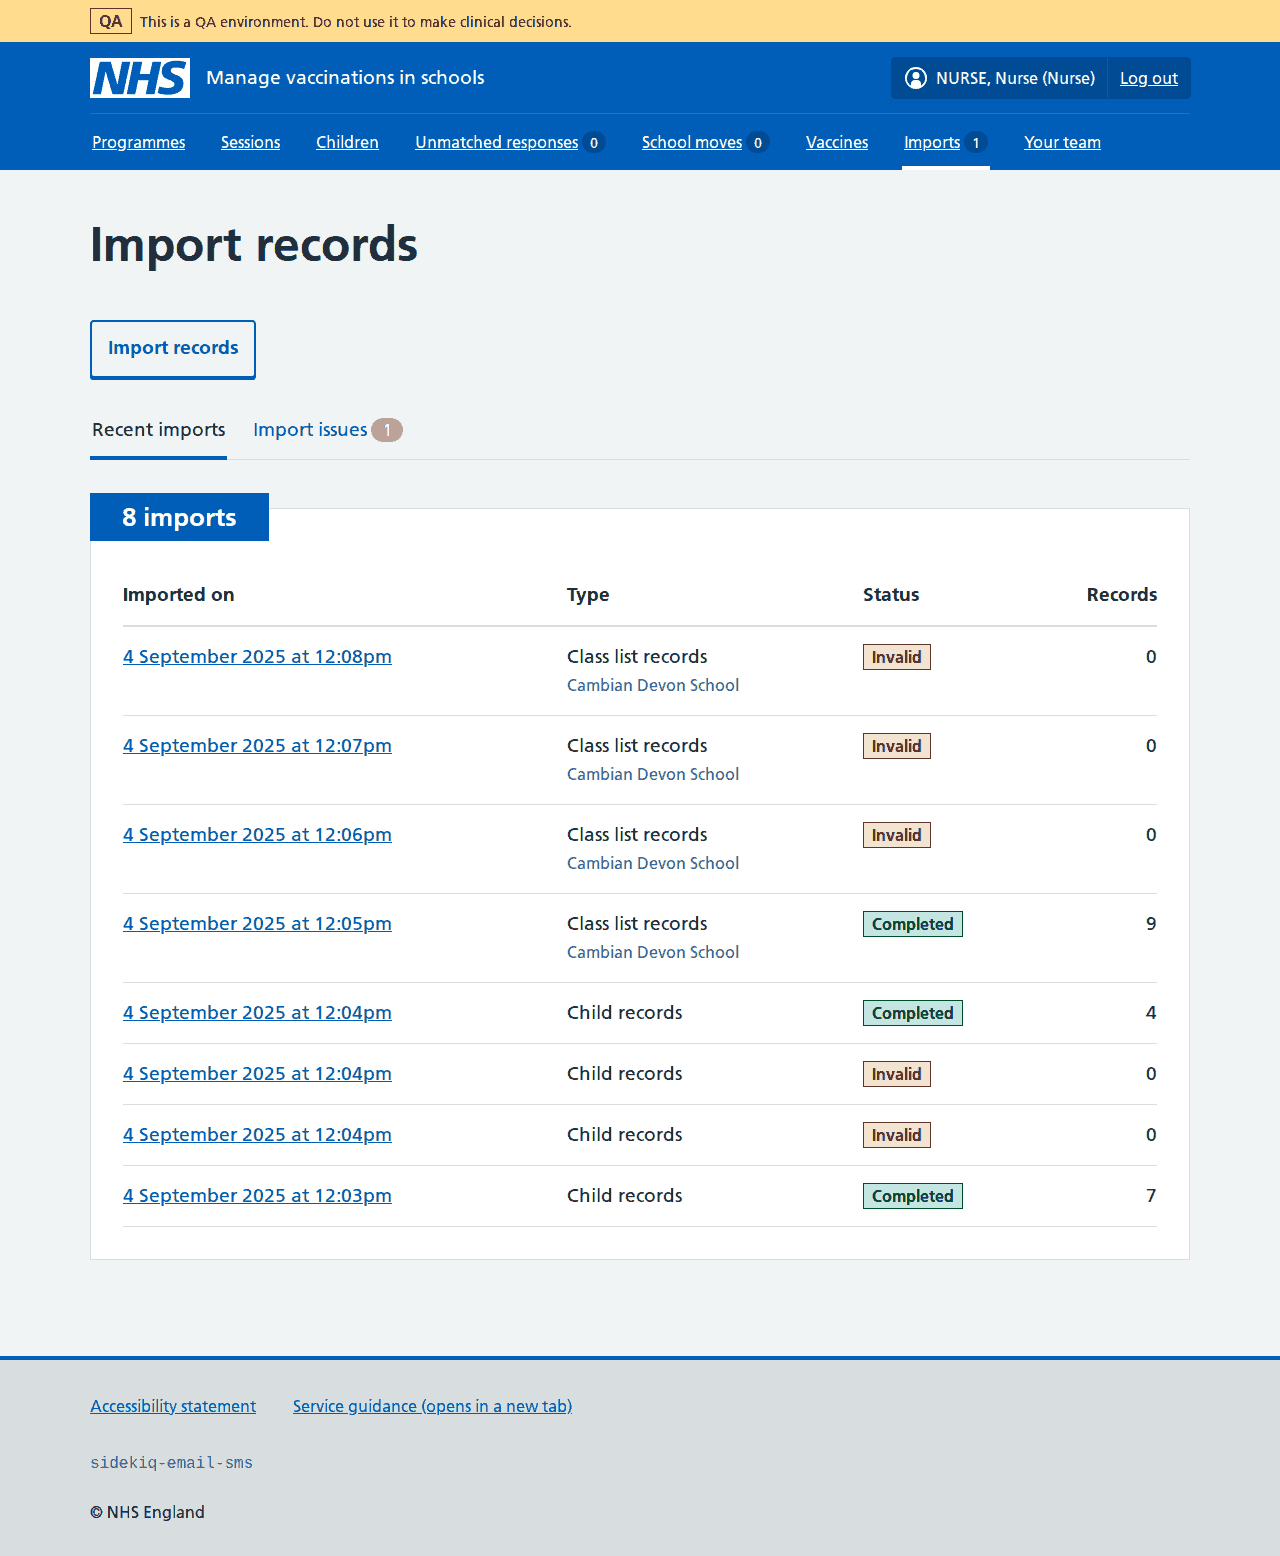 QA This is a QA environment. Do not use it to make clinical decisions.
NHS Manage vaccinations in schools NURSE, Nurse (Nurse) Log out
Programmes Sessions Children Unmatched responses 0 School moves 0 Vaccines Imports 1 Your team
Import records
Import records
Recent imports Import issues 1
8 imports
Imported on Type Status Records
4 September 2025 at 12:08pm Class list records Invalid 0
Cambian Devon School
4 September 2025 at 12:07pm Class list records Invalid 0
Cambian Devon School
4 September 2025 at 12:06pm Class list records Invalid 0
Cambian Devon School
4 September 2025 at 12:05pm Class list records Completed 9
Cambian Devon School
4 September 2025 at 12:04pm Child records Completed 4
4 September 2025 at 12:04pm Child records Invalid 0
4 September 2025 at 12:04pm Child records Invalid 0
4 September 2025 at 12:03pm Child records Completed 7
Accessibility statement Service guidance (opens in a new tab)
sidekiq-email-sms
© NHS England